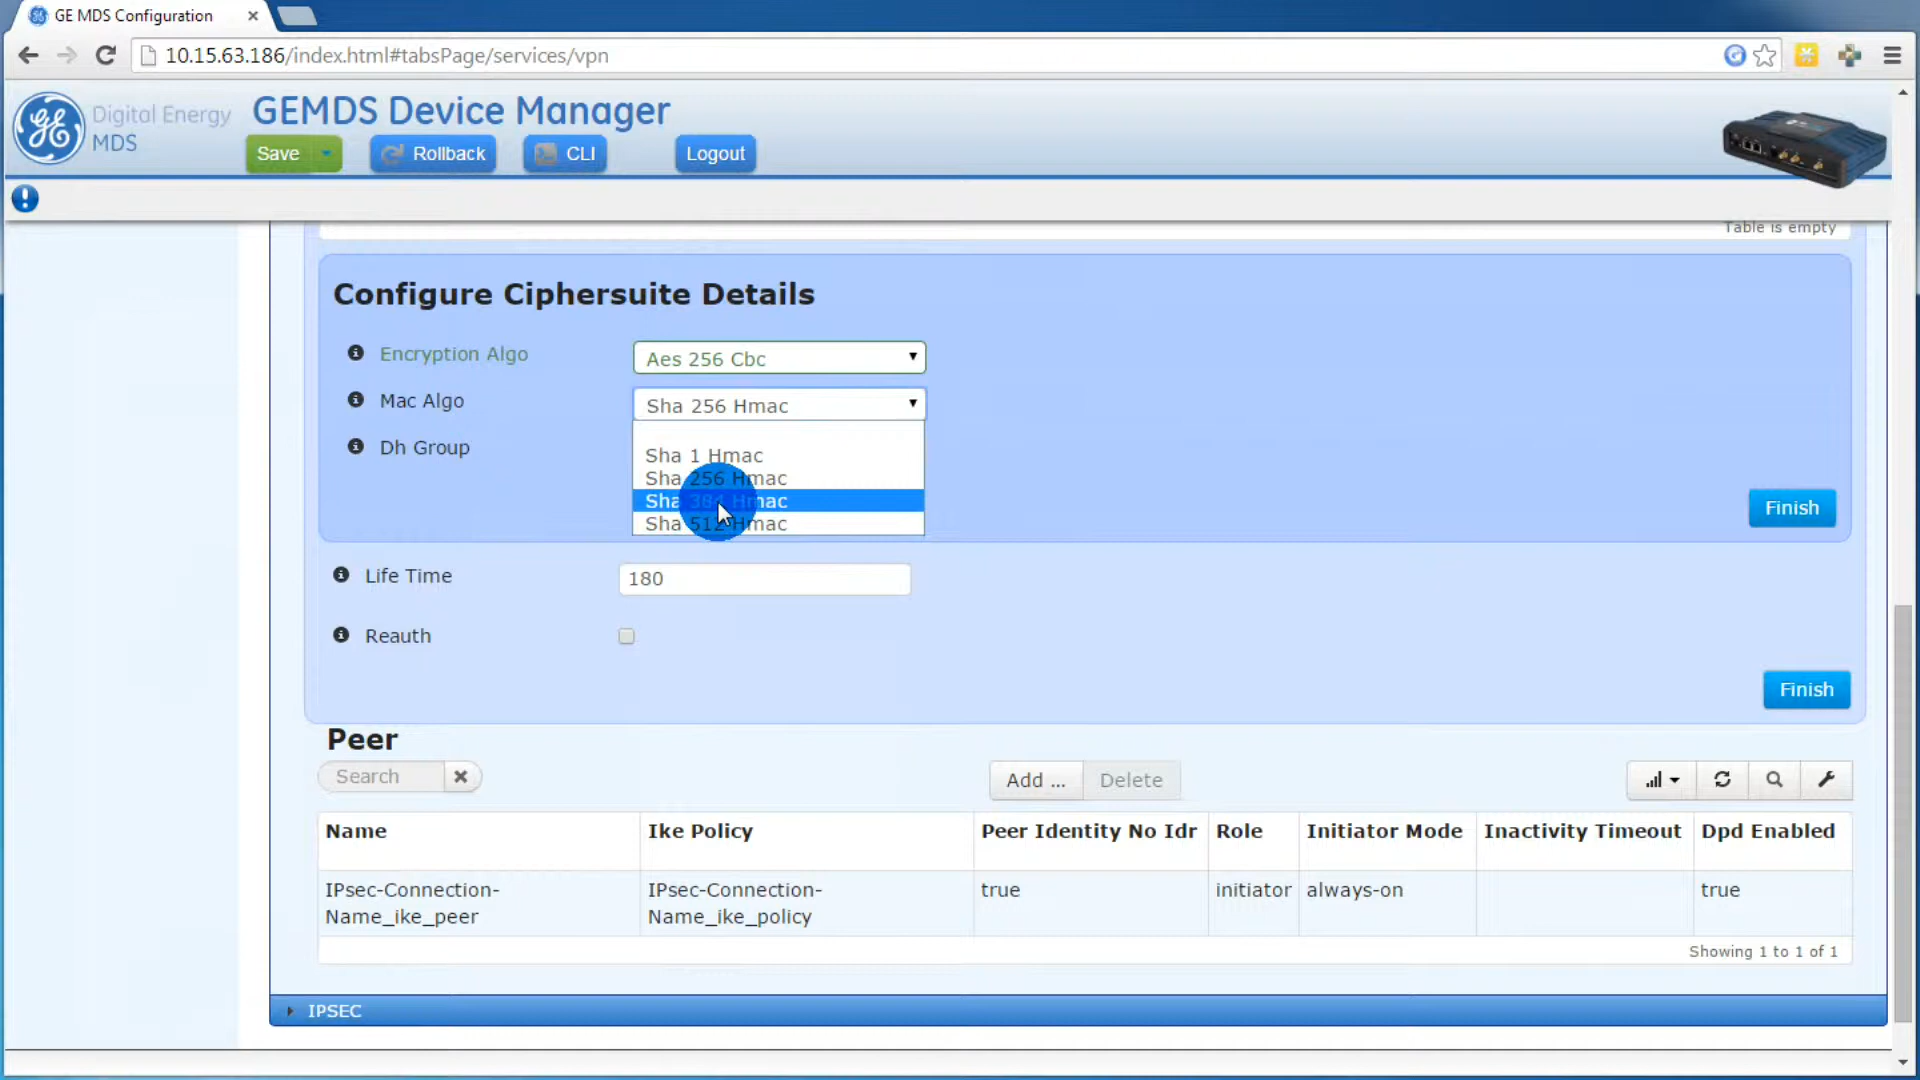 GE MDS Configuration
10.15.63.186/index.html#tabsPage/services/vpn
Digital Energy
MDS
GEMDS Device Manager
Save
Rollback
CLI
Logout
Table is empty
Configure Ciphersuite Details
Encryption Algo
Aes 256 Cbc
Mac Algo
Sha 256 Hmac
Dh Group
Sha 1 Hmac
Sha 256 Hmac
Sha 384 Hmac
Sha 512 Hmac
Finish
Life Time
180
Reauth
Finish
Peer
Search
Add ...
Delete
Name Ike Policy Peer Identity No Idr Role Initiator Mode Inactivity Timeout Dpd Enabled
IPsec-Connection- IPsec-Connection- true initiator always-on true
Name_ike_peer Name_ike_policy
Showing 1 to 1 of 1
IPSEC